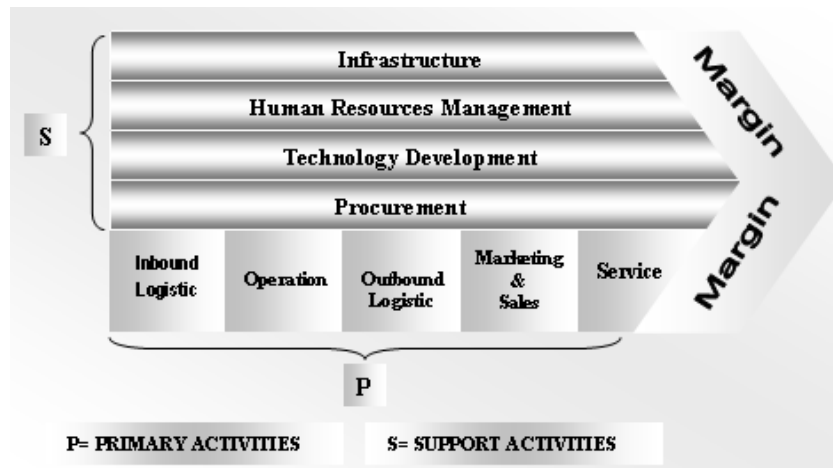 Infrastructure
Human Resources Management
Technology Development
Procurement
S
Margin
Margin
Inbound
Logistic
Operation
Outbound
Logistic
Marketing
&
Sales
Service
P
P= PRIMARY ACTIVITIES
S= SUPPORT ACTIVITIES